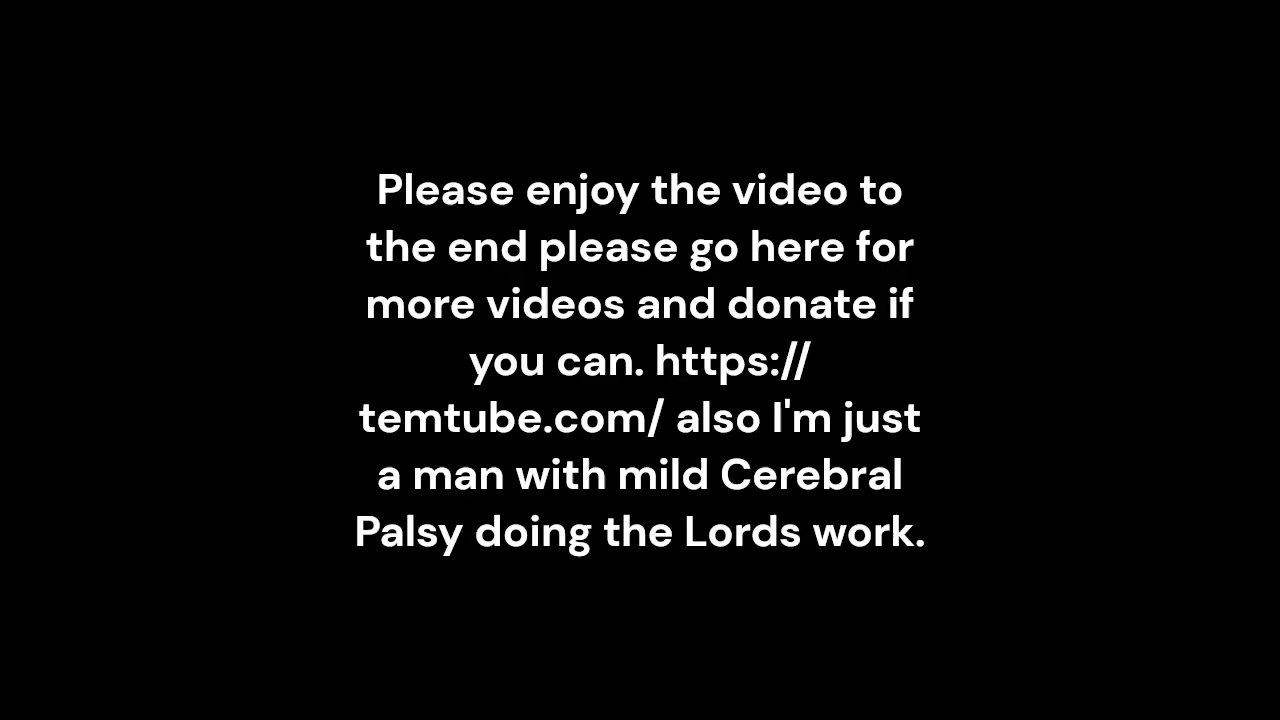 Please enjoy the video to
the end please go here for
more videos and donate if
you can. https://
temtube.com/ also I'm just
a man with mild Cerebral
Palsy doing the Lords work.